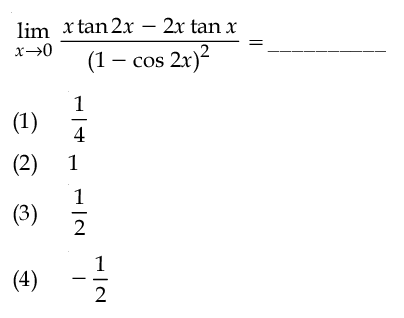 lim x→0 (x tan 2x − 2x tan x) / (1 − cos 2x)² = __________
(1) 1/4
(2) 1
(3) 1/2
(4) − 1/2